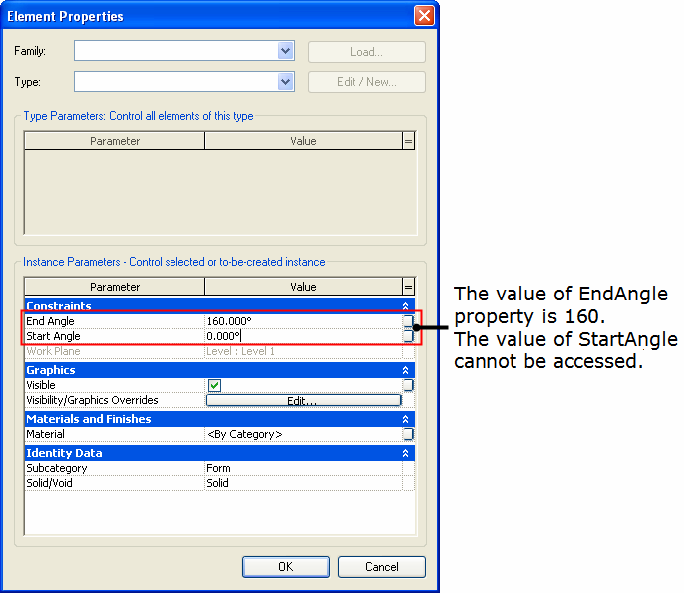 Element Properties
Family:
Load...
Type:
Edit / New...
Type Parameters: Control all elements of this type
Parameter Value =
Instance Parameters - Control selected or to-be-created instance
Parameter Value =
Constraints
End Angle 160.000°
Start Angle 0.000°
Work Plane Level : Level 1
Graphics
Visible
Visibility/Graphics Overrides Edit...
Materials and Finishes
Material <By Category>
Identity Data
Subcategory Form
Solid/Void Solid
OK Cancel
The value of EndAngle
property is 160.
The value of StartAngle
cannot be accessed.